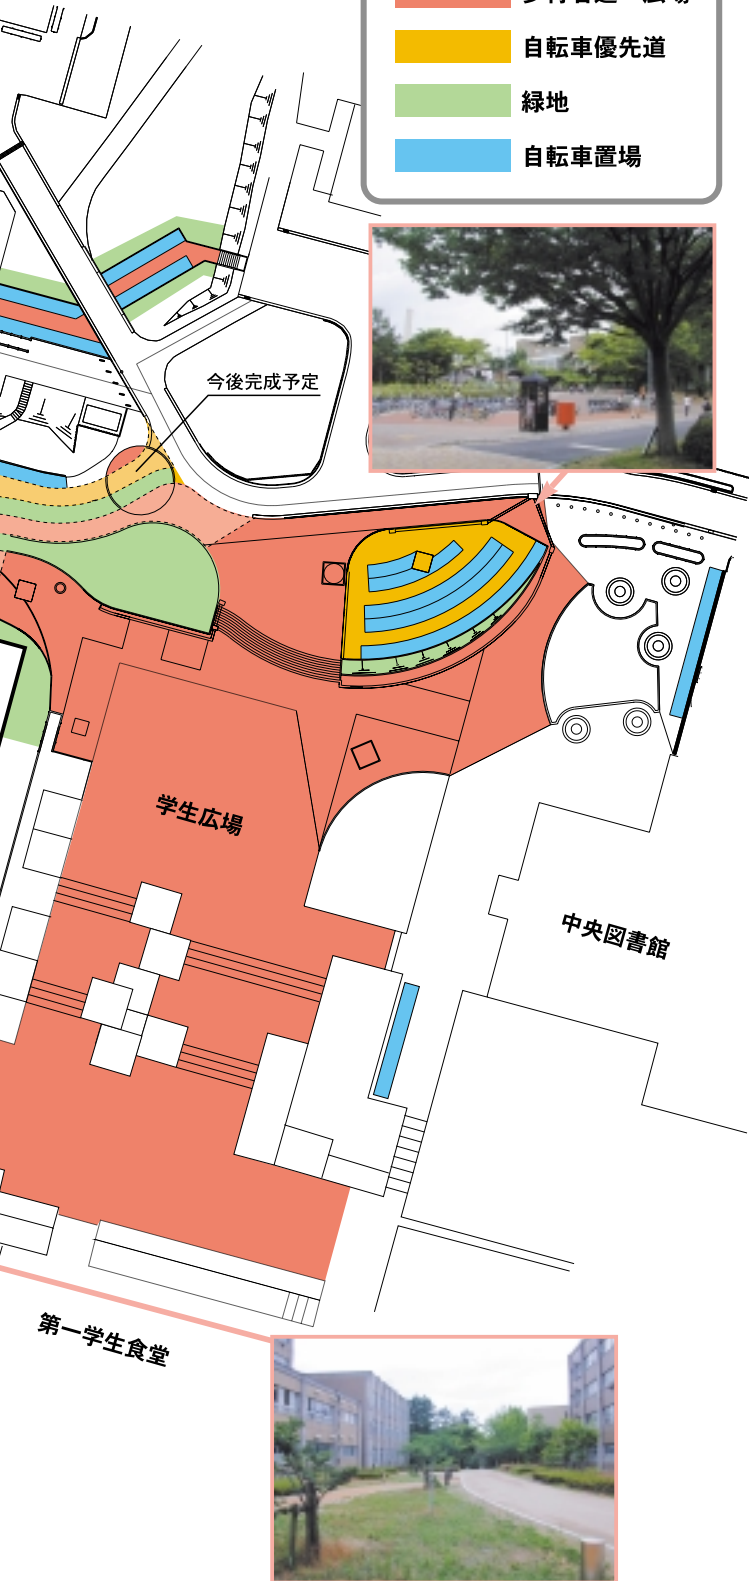 自転車優先道
緑地
自転車置場
今後完成予定
学生広場
中央図書館
第一学生食堂